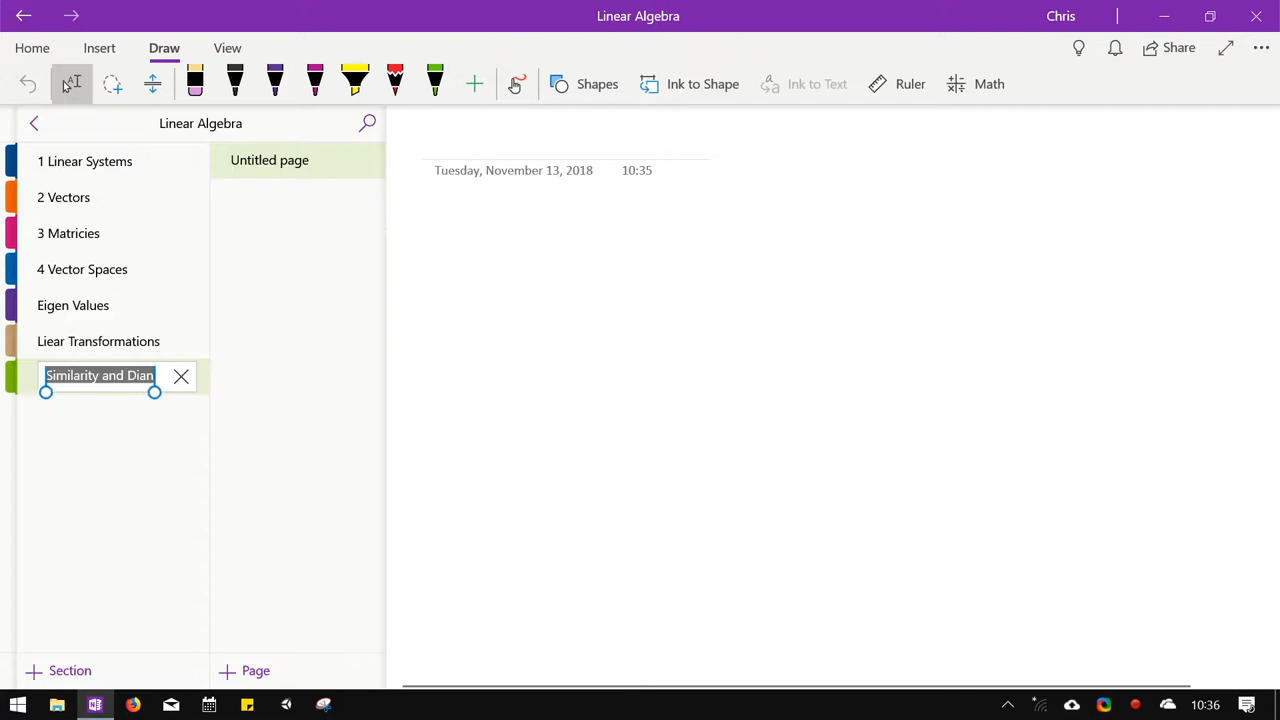 Linear Algebra
Chris
Home
Insert
Draw
View
Share
Shapes
Ink to Shape
Ink to Text
Ruler
Math
Linear Algebra
1 Linear Systems
2 Vectors
3 Matricies
4 Vector Spaces
Eigen Values
Liear Transformations
Similarity and Dian
Untitled page
Tuesday, November 13, 2018 10:35
Section
Page
10:36